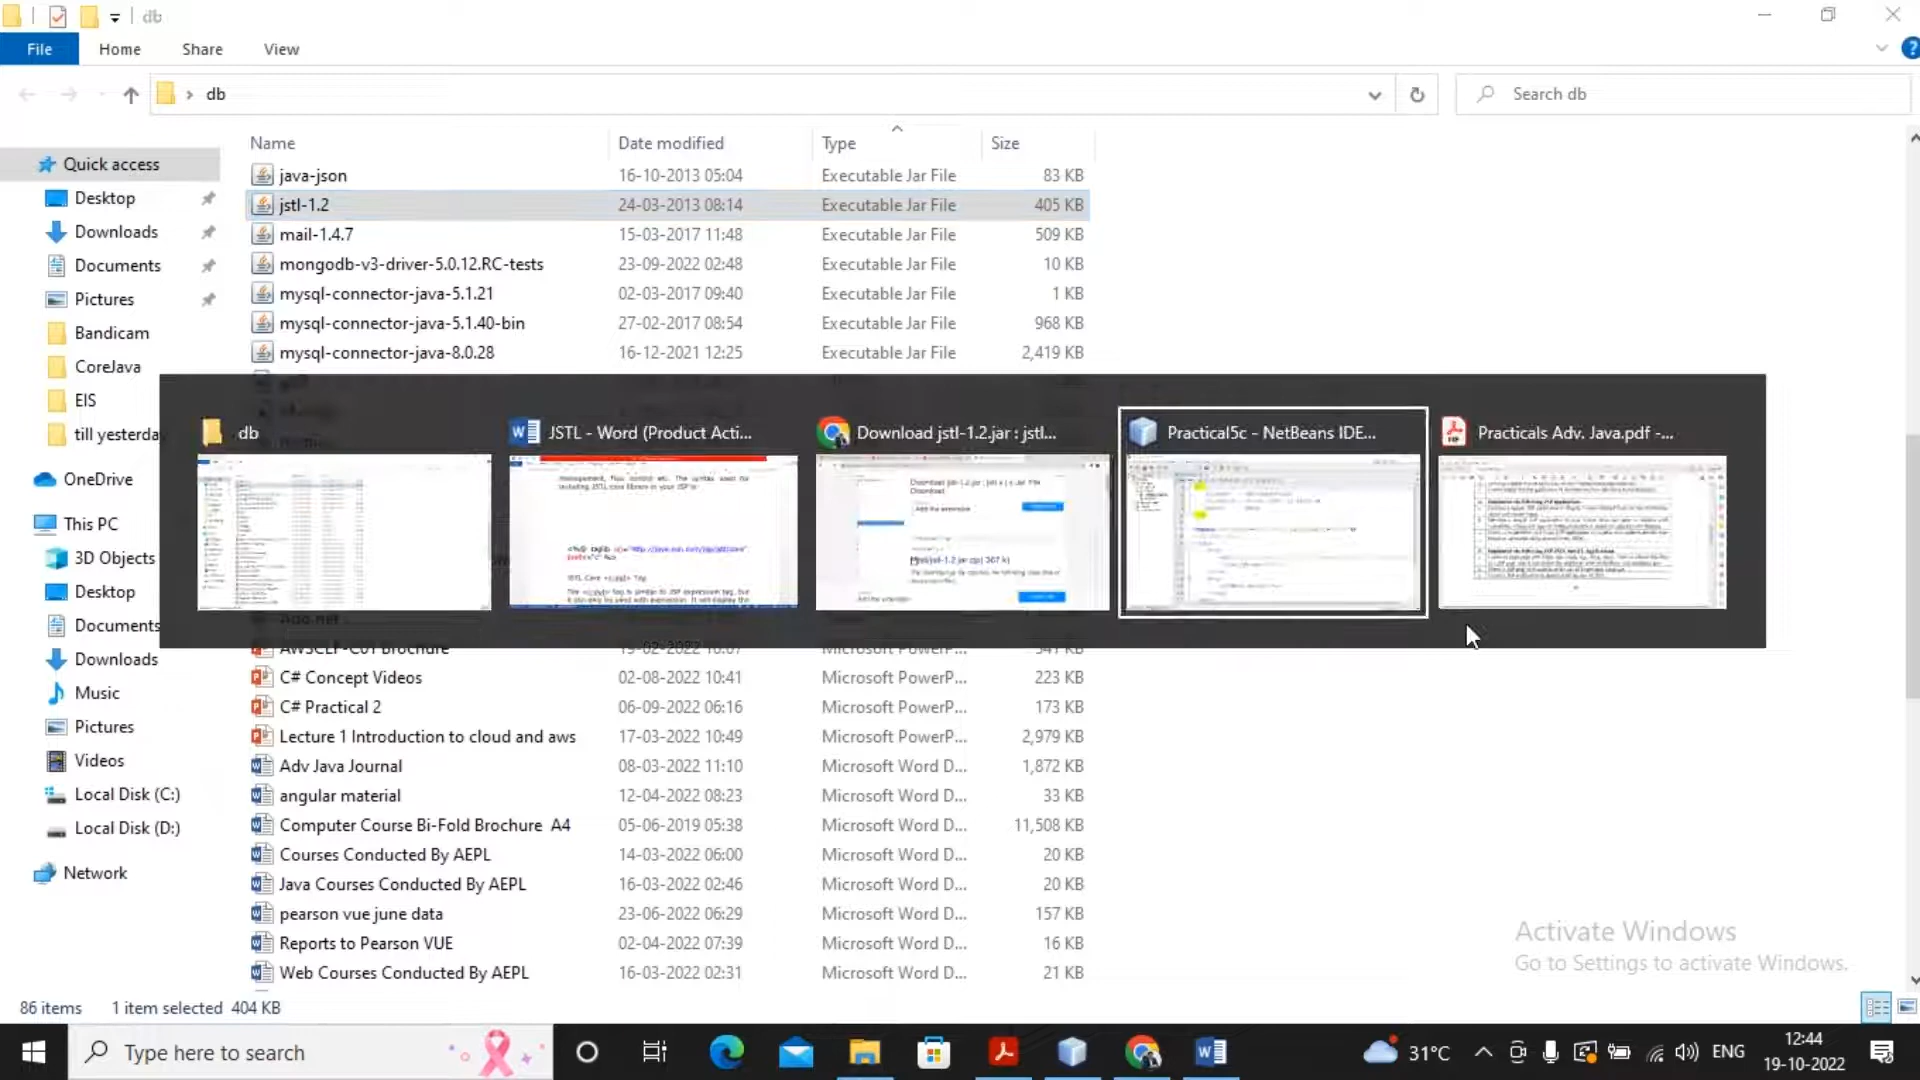 db
File Home Share View
db
Search db
Name Date modified Type Size
Quick access
Desktop
Downloads
Documents
Pictures
Bandicam
CoreJava
EIS
till yesterda
OneDrive
This PC
3D Objects
Desktop
Documents
Downloads
Music
Pictures
Videos
Local Disk (C:)
Local Disk (D:)
Network
java-json 16-10-2013 05:04 Executable Jar File 83 KB
jstl-1.2 24-03-2013 08:14 Executable Jar File 405 KB
mail-1.4.7 15-03-2017 11:48 Executable Jar File 509 KB
mongodb-v3-driver-5.0.12.RC-tests 23-09-2022 02:48 Executable Jar File 10 KB
mysql-connector-java-5.1.21 02-03-2017 09:40 Executable Jar File 1 KB
mysql-connector-java-5.1.40-bin 27-02-2017 08:54 Executable Jar File 968 KB
mysql-connector-java-8.0.28 16-12-2021 12:25 Executable Jar File 2,419 KB
db
JSTL - Word (Product Acti...
Download jstl-1.2.jar : jstl...
Practical5c - NetBeans IDE...
Practicals Adv. Java.pdf -...
AWSCLF-C01 Brochure 19-02-2022 10:07 Microsoft PowerP... 341 KB
C# Concept Videos 02-08-2022 10:41 Microsoft PowerP... 223 KB
C# Practical 2 06-09-2022 06:16 Microsoft PowerP... 173 KB
Lecture 1 Introduction to cloud and aws 17-03-2022 10:49 Microsoft PowerP... 2,979 KB
Adv Java Journal 08-03-2022 11:10 Microsoft Word D... 1,872 KB
angular material 12-04-2022 08:23 Microsoft Word D... 33 KB
Computer Course Bi-Fold Brochure A4 05-06-2019 05:38 Microsoft Word D... 11,508 KB
Courses Conducted By AEPL 14-03-2022 06:00 Microsoft Word D... 20 KB
Java Courses Conducted By AEPL 16-03-2022 02:46 Microsoft Word D... 20 KB
pearson vue june data 23-06-2022 06:29 Microsoft Word D... 157 KB
Reports to Pearson VUE 02-04-2022 07:39 Microsoft Word D... 16 KB
Web Courses Conducted By AEPL 16-03-2022 02:31 Microsoft Word D... 21 KB
Activate Windows
Go to Settings to activate Windows.
86 items 1 item selected 404 KB
Type here to search
31°C
ENG
12:44
19-10-2022